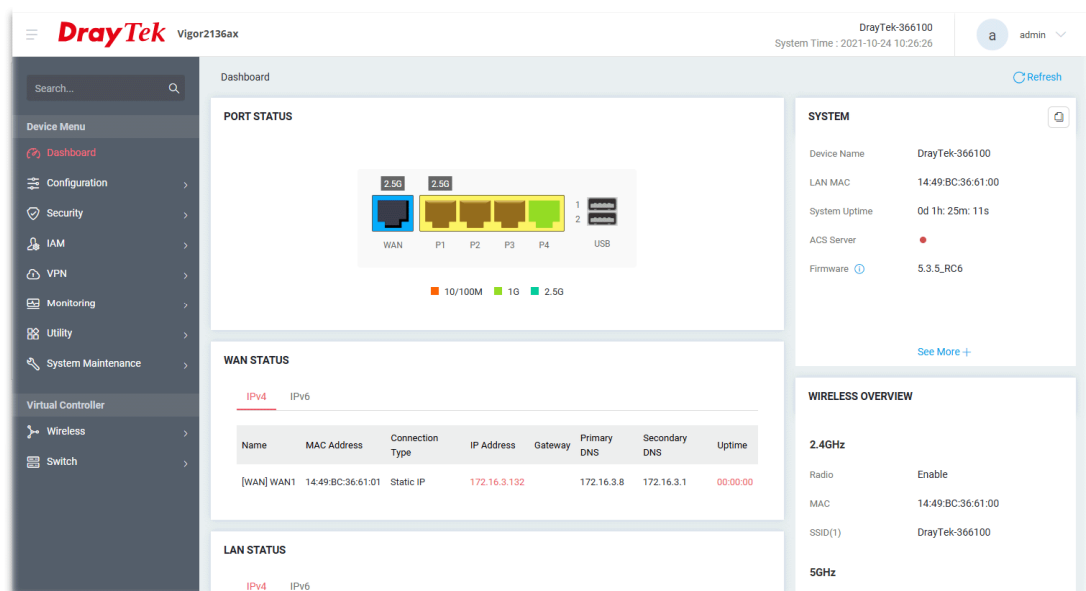 DrayTek Vigor2136ax
DrayTek-366100
System Time : 2021-10-24 10:26:26
a admin
Search...
Device Menu
Dashboard
Configuration
Security
IAM
VPN
Monitoring
Utility
System Maintenance
Virtual Controller
Wireless
Switch
Dashboard
Refresh
PORT STATUS
2.5G 2.5G
1
2
WAN P1 P2 P3 P4 USB
10/100M 1G 2.5G
WAN STATUS
IPv4 IPv6
Name MAC Address Connection Type IP Address Gateway Primary DNS Secondary DNS Uptime
[WAN] WAN1 14:49:BC:36:61:01 Static IP 172.16.3.132 172.16.3.8 172.16.3.1 00:00:00
LAN STATUS
IPv4 IPv6
SYSTEM
Device Name DrayTek-366100
LAN MAC 14:49:BC:36:61:00
System Uptime 0d 1h: 25m: 11s
ACS Server
Firmware 5.3.5_RC6
See More +
WIRELESS OVERVIEW
2.4GHz
Radio Enable
MAC 14:49:BC:36:61:00
SSID(1) DrayTek-366100
5GHz